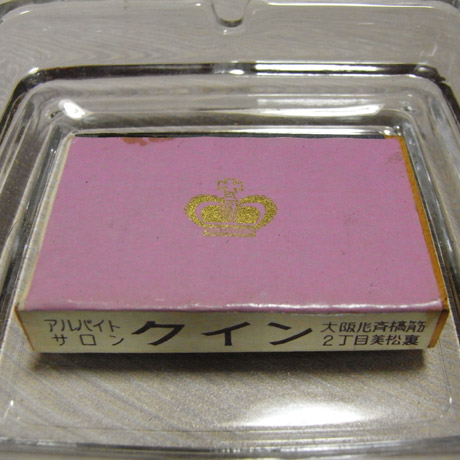 アルバイト
サロン
クイン
大阪心斉橋筋
2丁目美松裏